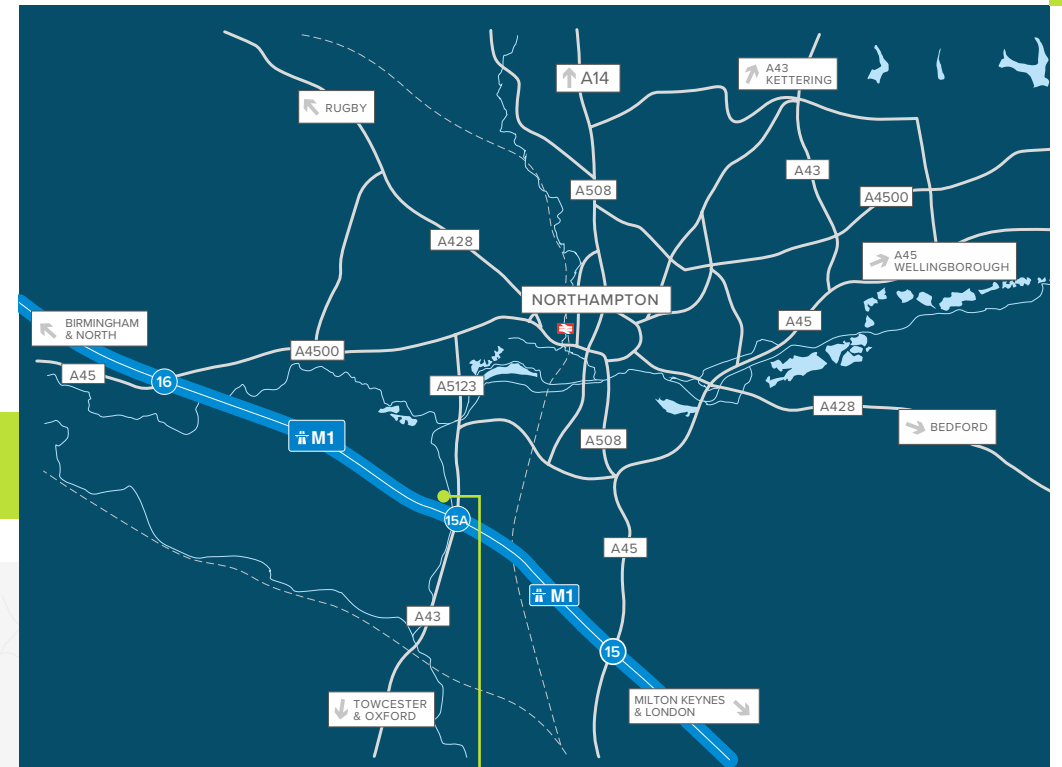 A14
A43
KETTERING
RUGBY
A43
A508
A4500
A428
A45
WELLINGBOROUGH
NORTHAMPTON
BIRMINGHAM
& NORTH
A45
A4500
A45
16
A5123
A428
BEDFORD
M1
A508
15A
A45
M1
A43
15
TOWCESTER
& OXFORD
MILTON KEYNES
& LONDON